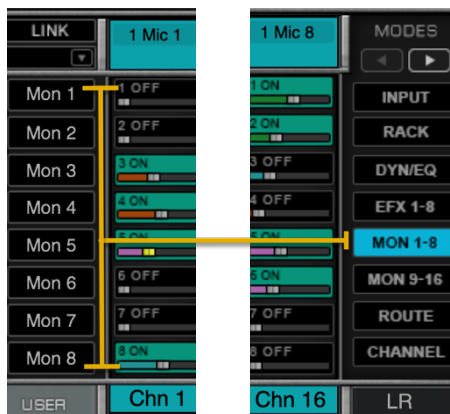 LINK
1 Mic 1
1 Mic 8
MODES
Mon 1
1 OFF
1 ON
INPUT
Mon 2
2 OFF
2 ON
RACK
Mon 3
3 ON
3 OFF
DYN/EQ
Mon 4
4 ON
4 OFF
EFX 1-8
Mon 5
5 ON
5 ON
MON 1-8
Mon 6
6 OFF
6 ON
MON 9-16
Mon 7
7 OFF
7 OFF
ROUTE
Mon 8
8 ON
8 OFF
CHANNEL
USER
Chn 1
Chn 16
LR